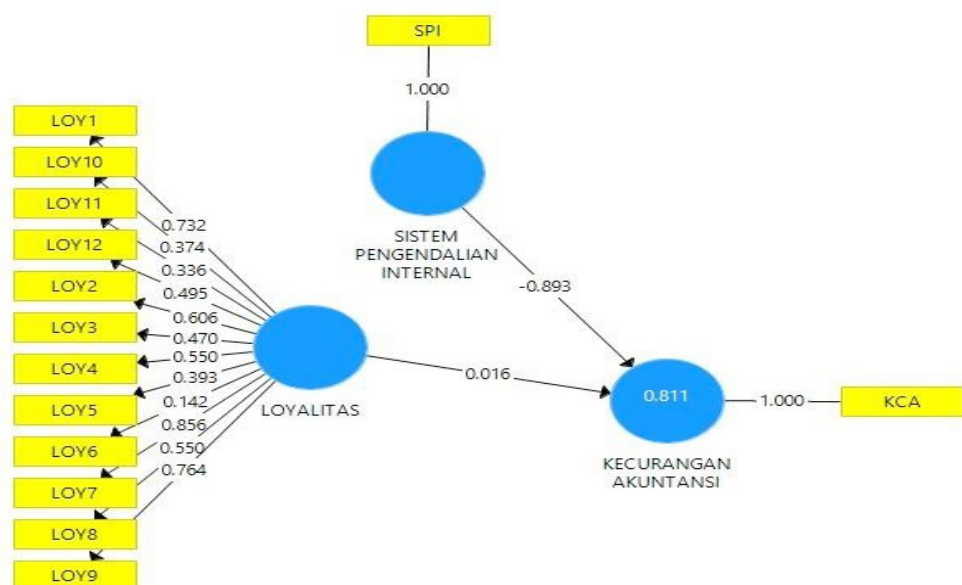 SPI
1.000
LOY1
LOY10
LOY11
LOY12
LOY2
LOY3
LOY4
LOY5
LOY6
LOY7
LOY8
LOY9
0.732
0.374
0.336
0.495
0.606
0.470
0.550
0.393
0.142
0.856
0.550
0.764
LOYALITAS
SISTEM
PENGENDALIAN
INTERNAL
-0.893
0.016
0.811
KECURANGAN
AKUNTANSI
1.000
KCA